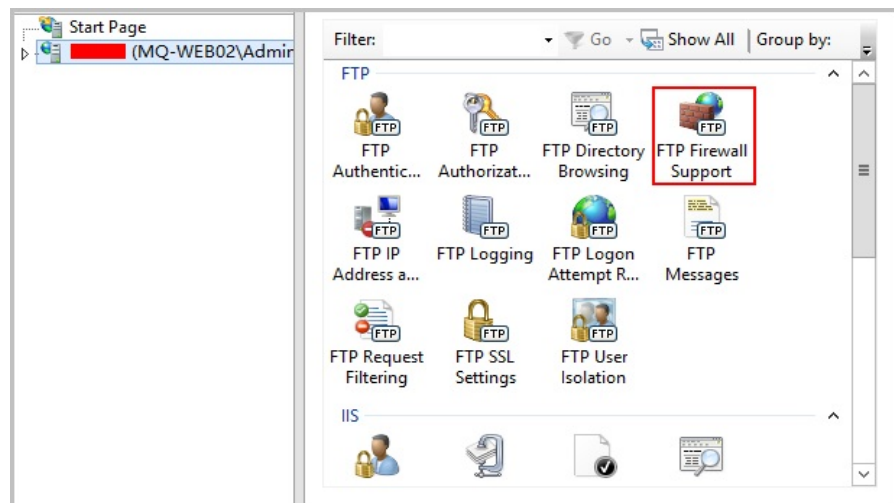 Start Page
(MQ-WEB02\Admir
Filter:
Go
Show All
Group by:
FTP
FTP
FTP
FTP
FTP
FTP
Authentic...
FTP
Authorizat...
FTP Directory
Browsing
FTP Firewall
Support
FTP
FTP
FTP
FTP
FTP IP
Address a...
FTP Logging
FTP Logon
Attempt R...
FTP
Messages
FTP
FTP
FTP
FTP Request
Filtering
FTP SSL
Settings
FTP User
Isolation
IIS